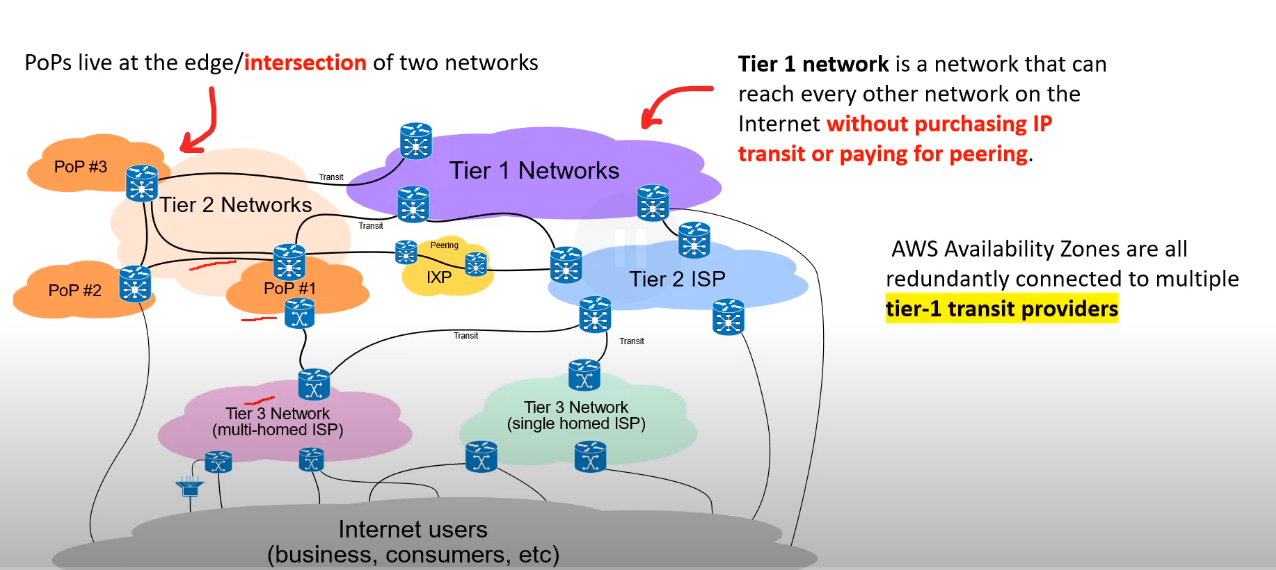 PoPs live at the edge/intersection of two networks
Tier 1 network is a network that can
reach every other network on the
Internet without purchasing IP
transit or paying for peering.
PoP #3
Transit
Tier 1 Networks
Tier 2 Networks
Transit
Peering
IXP
PoP #2
PoP #1
Tier 2 ISP
AWS Availability Zones are all
redundantly connected to multiple
tier-1 transit providers
Transit
Transit
Tier 3 Network
(multi-homed ISP)
Tier 3 Network
(single homed ISP)
Internet users
(business, consumers, etc)